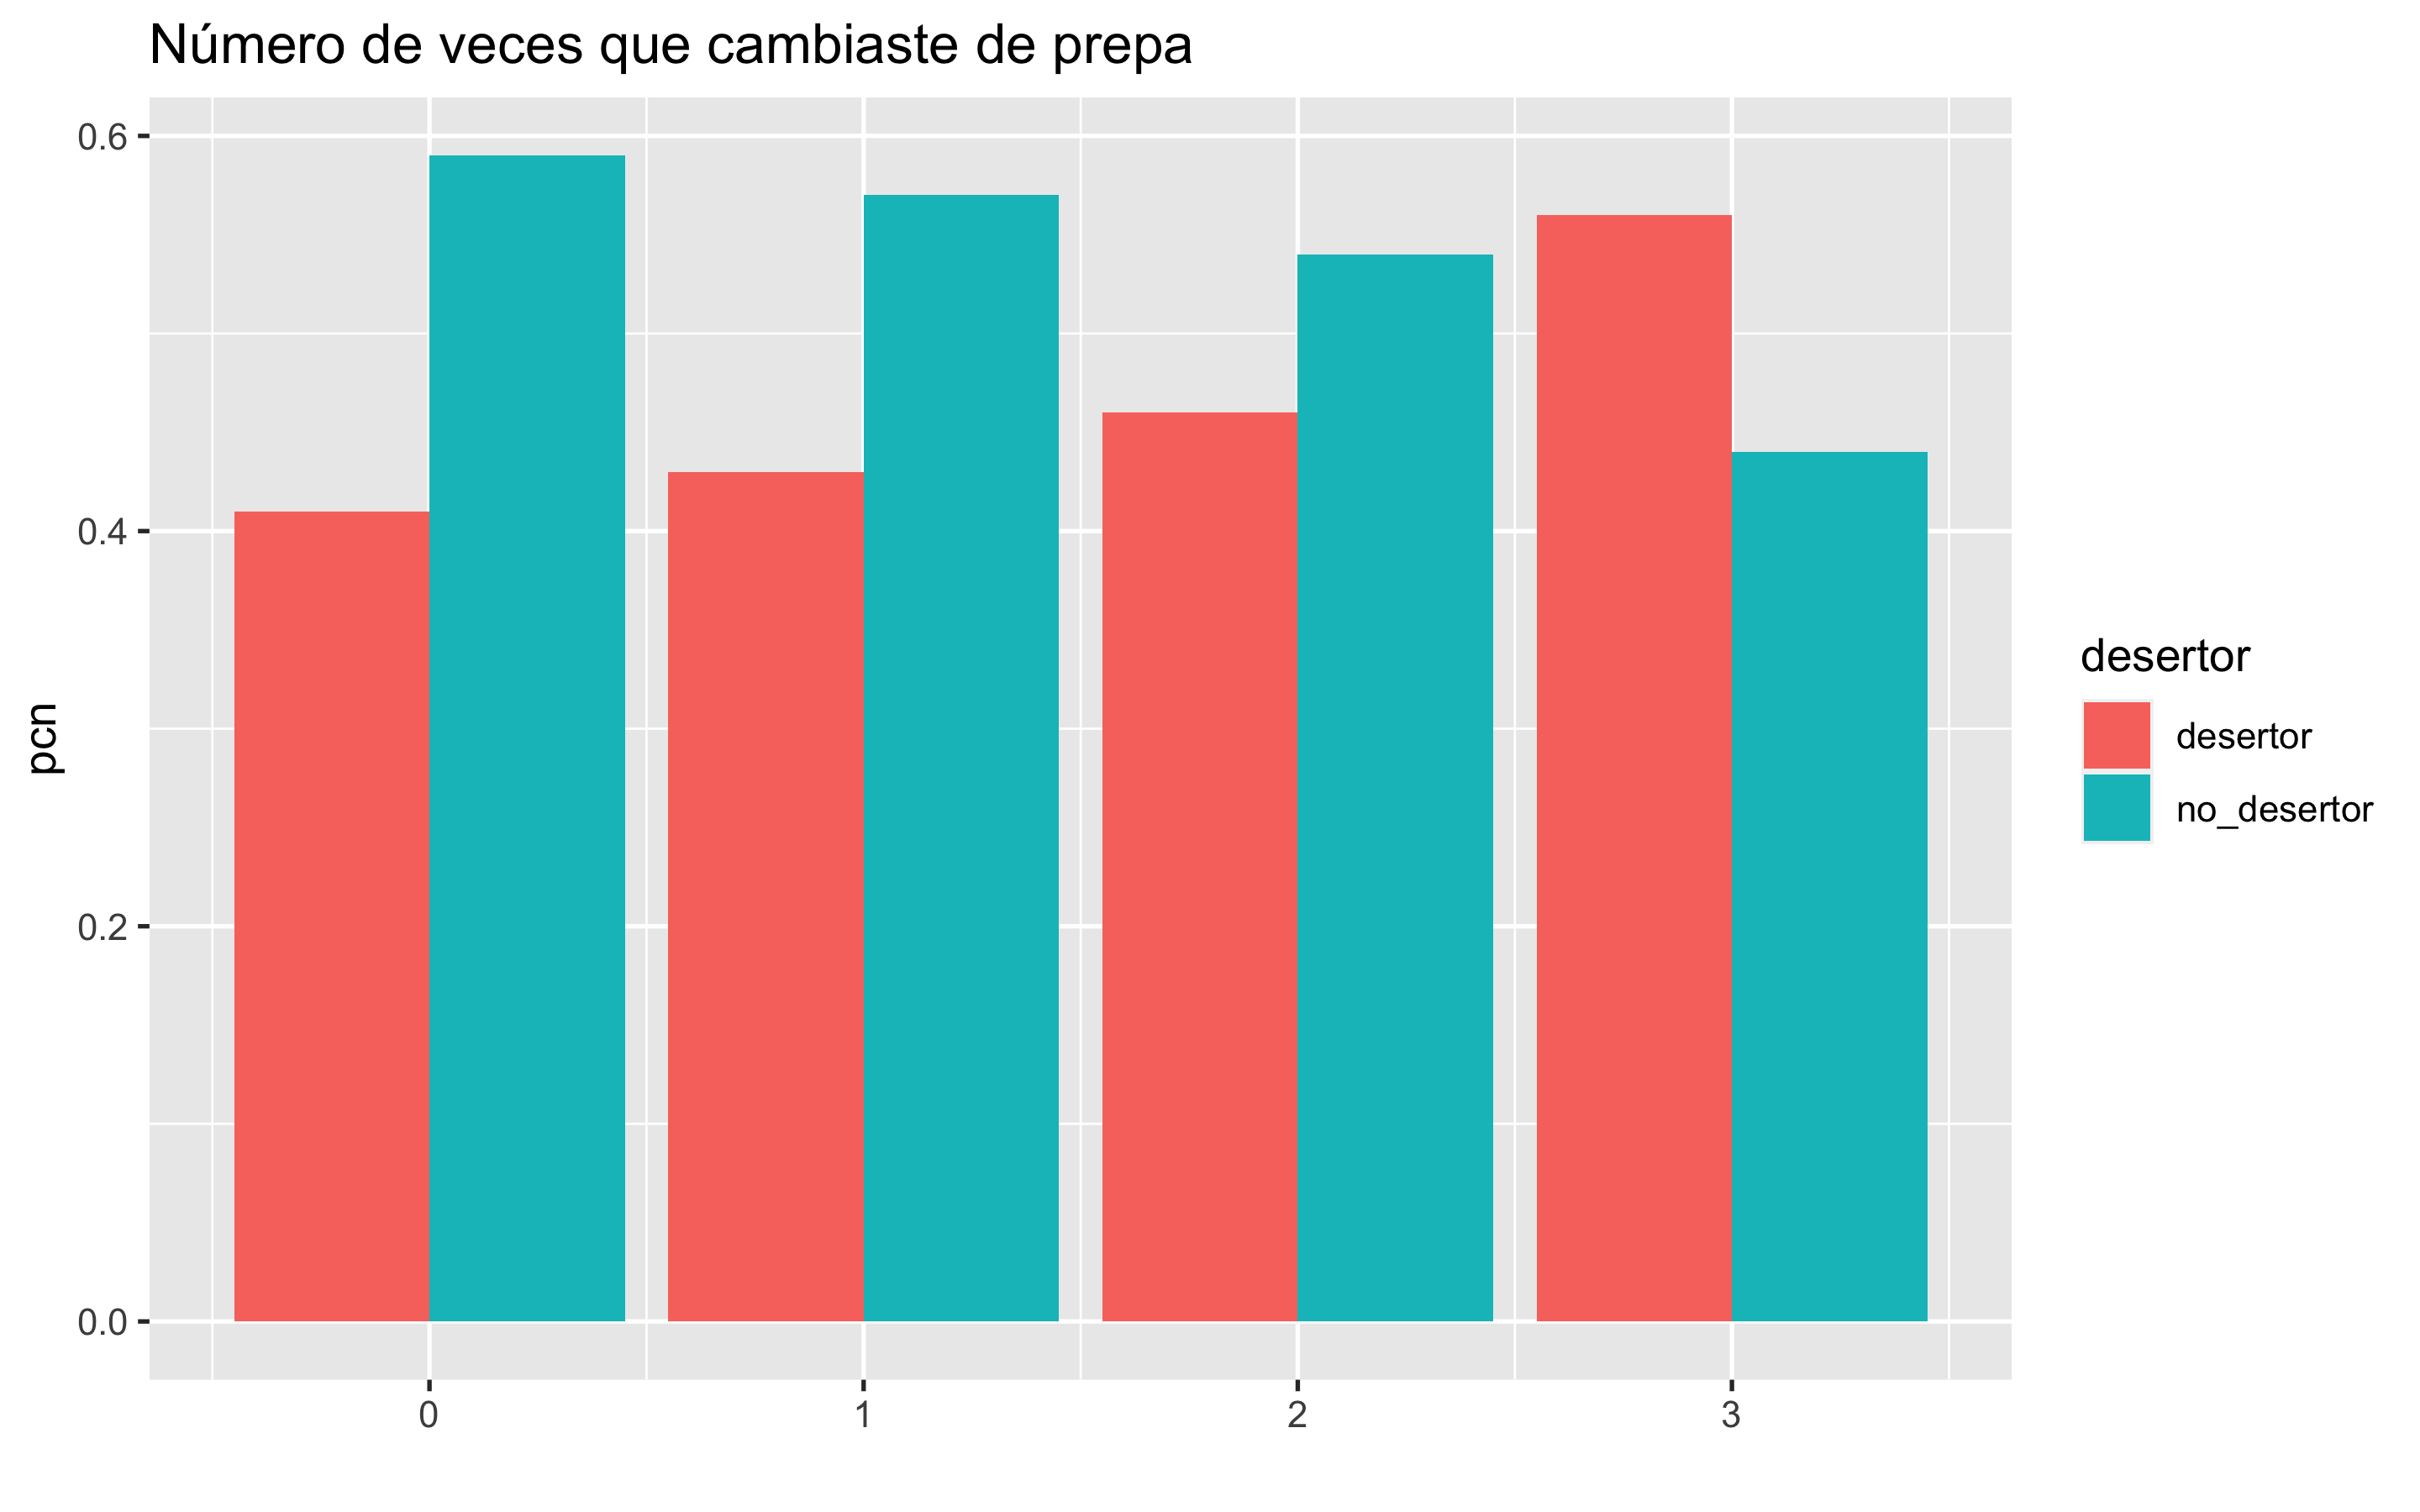 Número de veces que cambiaste de prepa
0.6
0.4
0.2
0.0
pcn
0 1 2 3
desertor
desertor
no_desertor